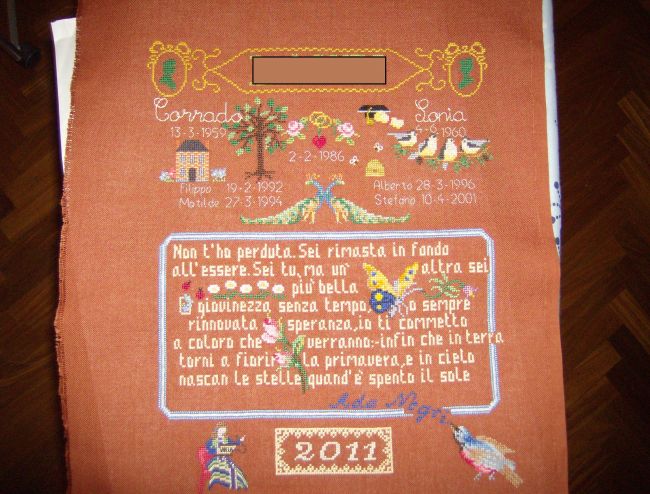 Corrado Sonia
13-3-1959 1960
2-2-1986
Filippo 19-2-1992 Alberto 28-3-1996
Matilde 27-3-1994 Stefano 10-4-2001
Non t'ho perduta. Sei rimasta in fondo
all'essere. Sei tu, ma un' altra sei
più bella
giovinezza senza tempo, o sempre
rinnovata speranza, io ti commetto
a coloro che verranno:-infin che in terra
torni a fiorir la primavera, e in cielo
nascan le stelle quand'è spento il sole
Ada Negri
2011